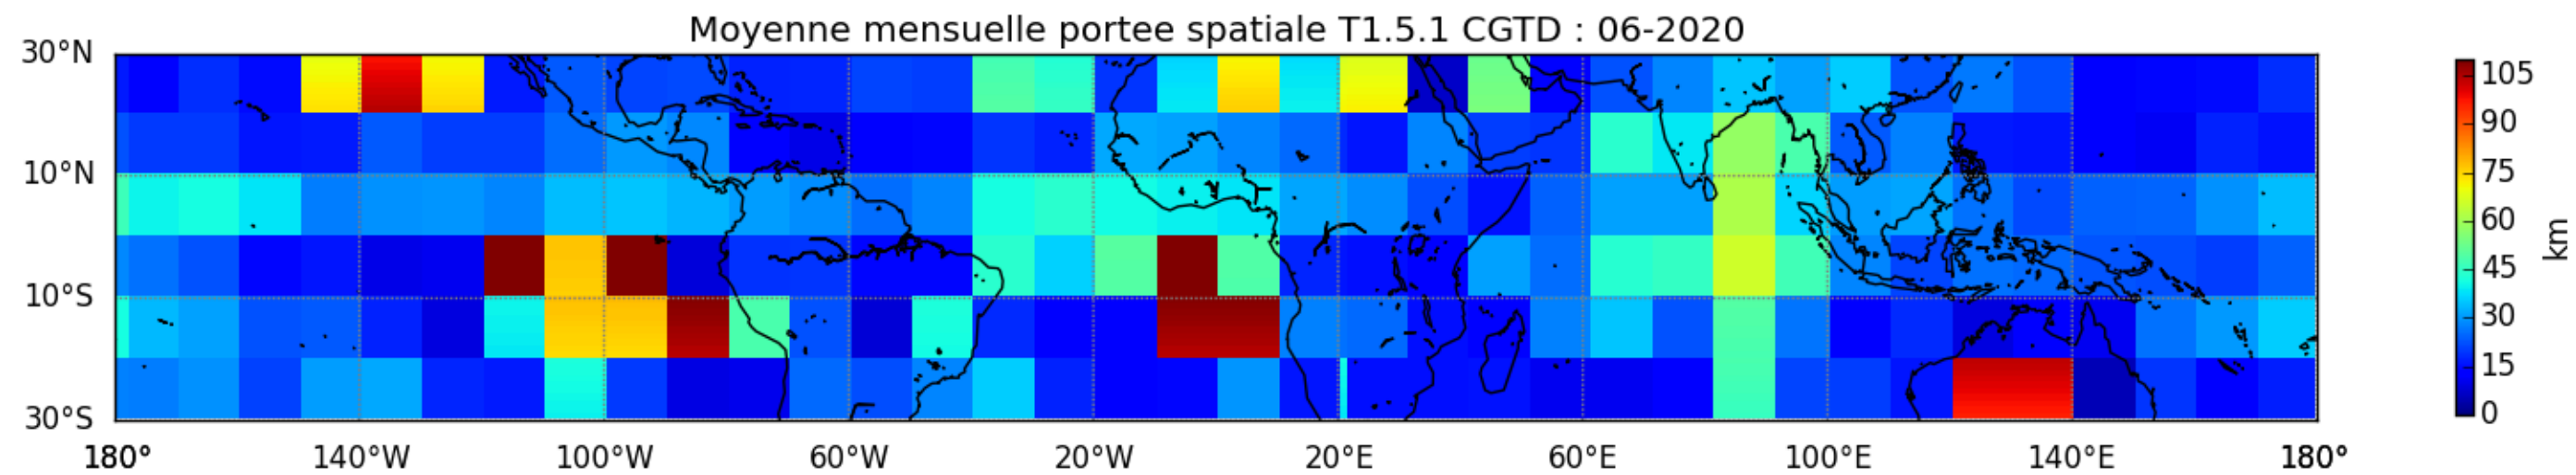 Moyenne mensuelle portee spatiale T1.5.1 CGTD : 06-2020
30°N
10°N
10°S
30°S
180° 140°W 100°W 60°W 20°W 20°E 60°E 100°E 140°E 180°
105
90
75
60
45
30
15
0
km